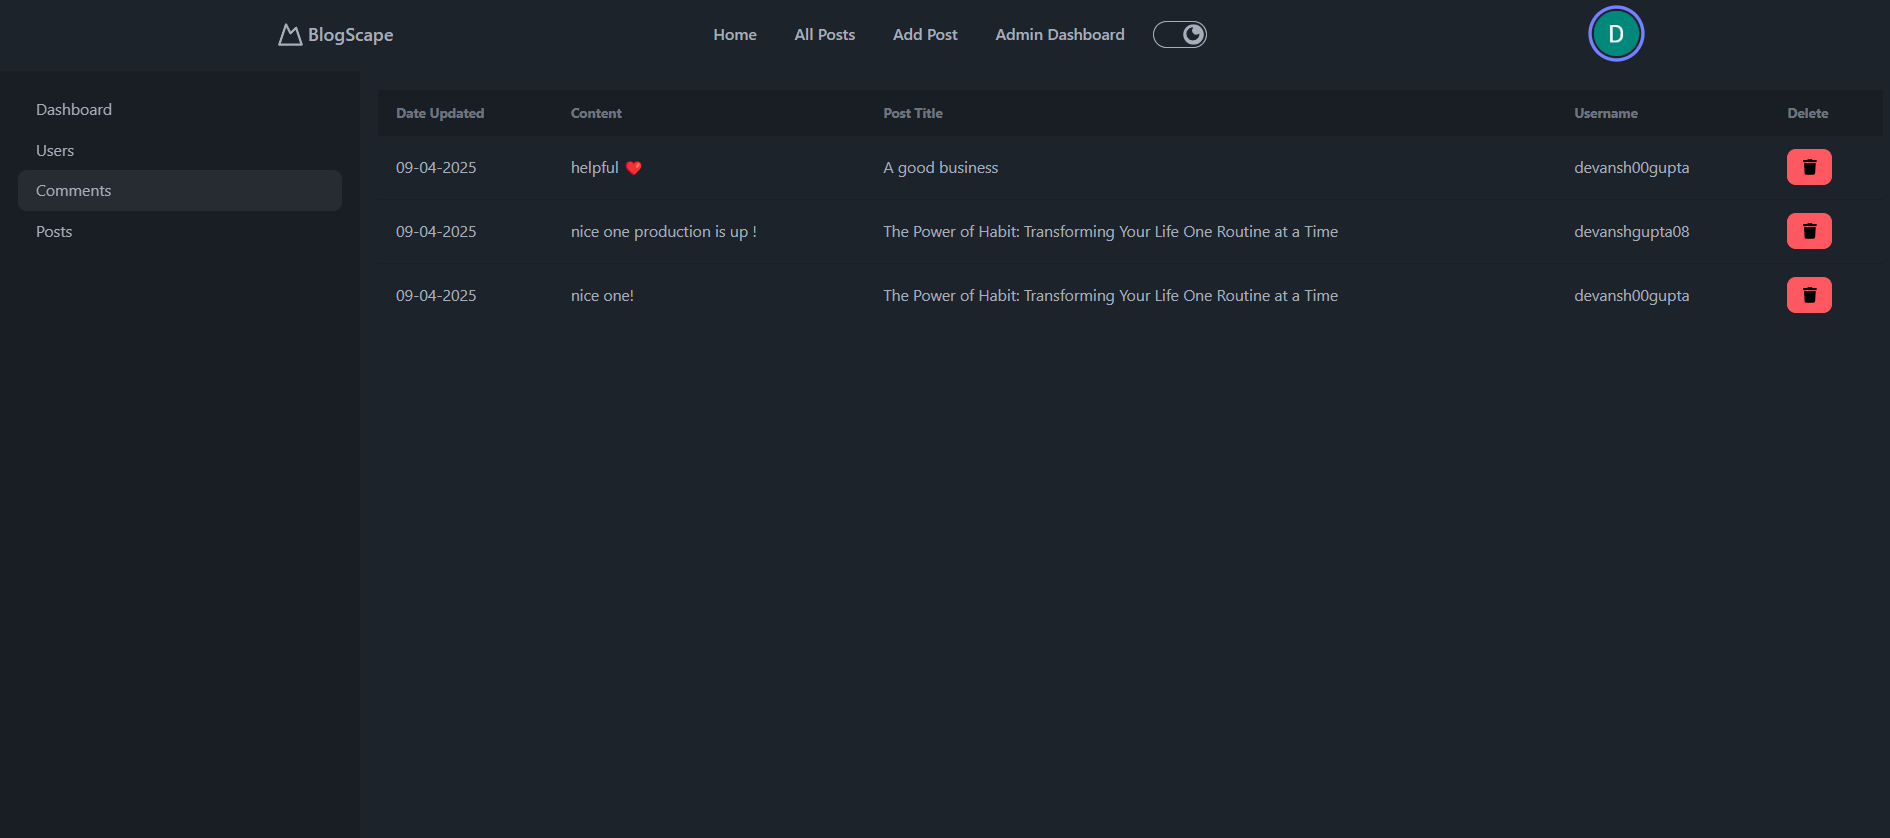 BlogScape Home All Posts Add Post Admin Dashboard D
Dashboard
Users
Comments
Posts
Date Updated Content Post Title Username Delete
09-04-2025 helpful ❤️ A good business devansh00gupta
09-04-2025 nice one production is up ! The Power of Habit: Transforming Your Life One Routine at a Time devanshgupta08
09-04-2025 nice one! The Power of Habit: Transforming Your Life One Routine at a Time devansh00gupta